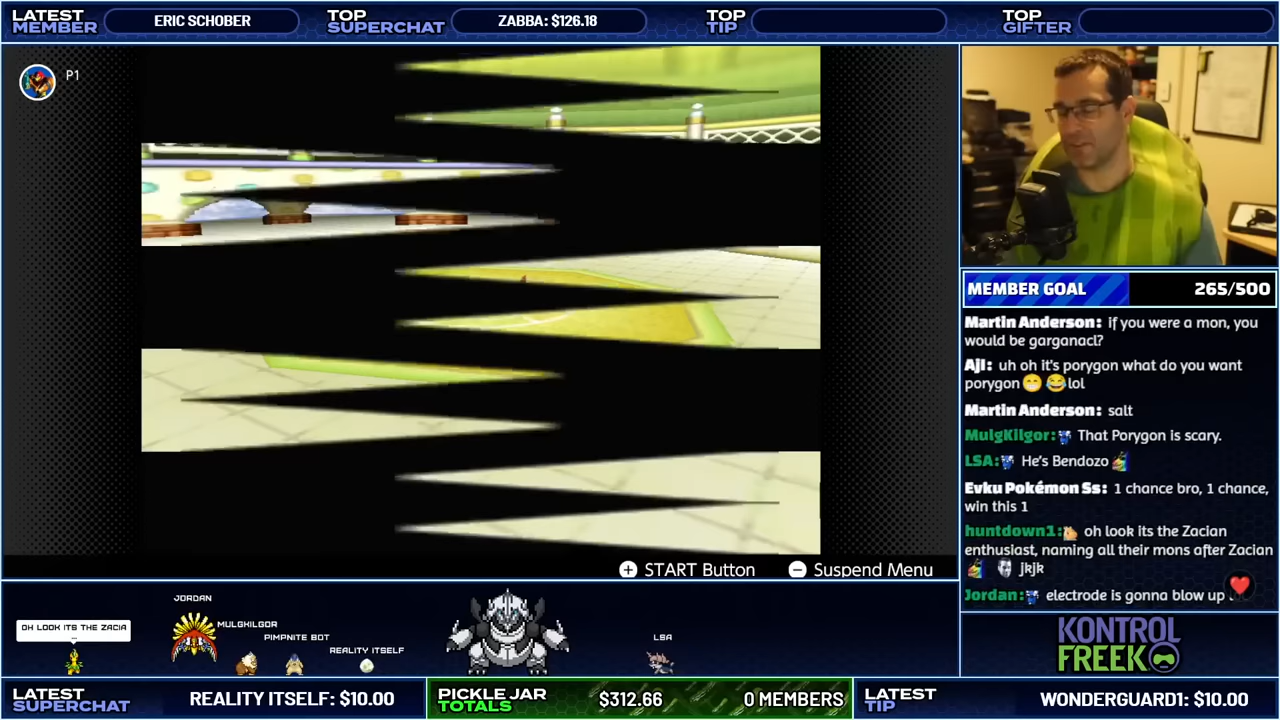 LATEST
MEMBER
ERIC SCHOBER
TOP
SUPERCHAT
ZABBA: $126.18
TOP
TIP
TOP
GIFTER
P1
MEMBER GOAL 265/500
Martin Anderson: if you were a mon, you
would be garganacl?
AjI: uh oh it's porygon what do you want
porygon😁😂lol
Martin Anderson: salt
MulgKilgor: That Porygon is scary.
LSA: He's Bendozo
Evku Pokémon Ss: 1 chance bro, 1 chance,
win this 1
huntdown1: oh look its the Zacian
enthusiast, naming all their mons after Zacian
jkjk
Jordan: electrode is gonna blow up
+ START Button
− Suspend Menu
OH LOOK ITS THE ZACIA
...
JORDAN
MULGKILGOR
PIMPNITE BOT
REALITY ITSELF
LSA
KONTROL
FREEK
LATEST
SUPERCHAT
REALITY ITSELF: $10.00
PICKLE JAR
TOTALS
$312.66
0 MEMBERS
LATEST
TIP
WONDERGUARD1: $10.00